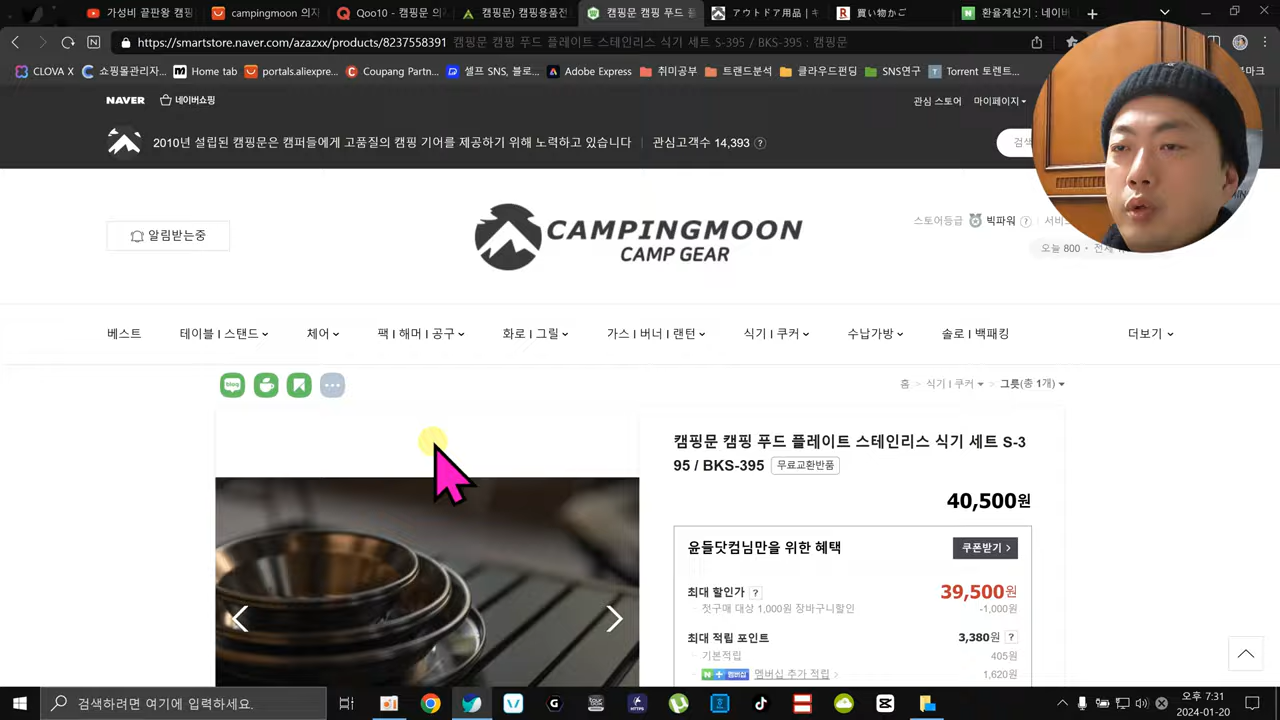 가성비 끝판왕 캠핑
campingmoon 의자
Qoo10 - 캠핑문 의자
캠핑문) 캠핑용품전
캠핑문 캠핑 푸드 플
アウトドア用品 | キ
買い物かご
환율계산기 : 네이버
https://smartstore.naver.com/azazxx/products/8237558391 캠핑문 캠핑 푸드 플레이트 스테인리스 식기 세트 S-395 / BKS-395 : 캠핑문
CLOVA X
쇼핑몰관리자...
Home tab
portals.aliexpre...
Coupang Partn...
셀프 SNS, 블로...
Adobe Express
취미공부
트렌드분석
클라우드펀딩
SNS연구
Torrent 토렌트...
NAVER 네이버쇼핑
관심 스토어 마이페이지
2010년 설립된 캠핑문은 캠퍼들에게 고품질의 캠핑 기어를 제공하기 위해 노력하고 있습니다 관심고객수 14,393 ?
검색
알림받는중
CAMPINGMOON
CAMP GEAR
스토어등급 빅파워 ? 서비
오늘 800
베스트 테이블 I 스탠드 체어 팩 I 해머 I 공구 화로 I 그릴 가스 I 버너 I 랜턴 식기 I 쿠커 수납가방 솔로 I 백패킹 더보기
blog
홈 > 식기 I 쿠커 > 그릇(총 1개)
캠핑문 캠핑 푸드 플레이트 스테인리스 식기 세트 S-3
95 / BKS-395 무료교환반품
40,500원
윤들닷컴님만을 위한 혜택 쿠폰받기 >
최대 할인가 ? 39,500원
첫구매 대상 1,000원 장바구니할인 -1,000원
최대 적립 포인트 3,380원 ?
기본적립 405원
N + 멤버십 멤버십 추가 적립 > 1,620원
검색하려면 여기에 입력하세요.
오후 7:31
2024-01-20